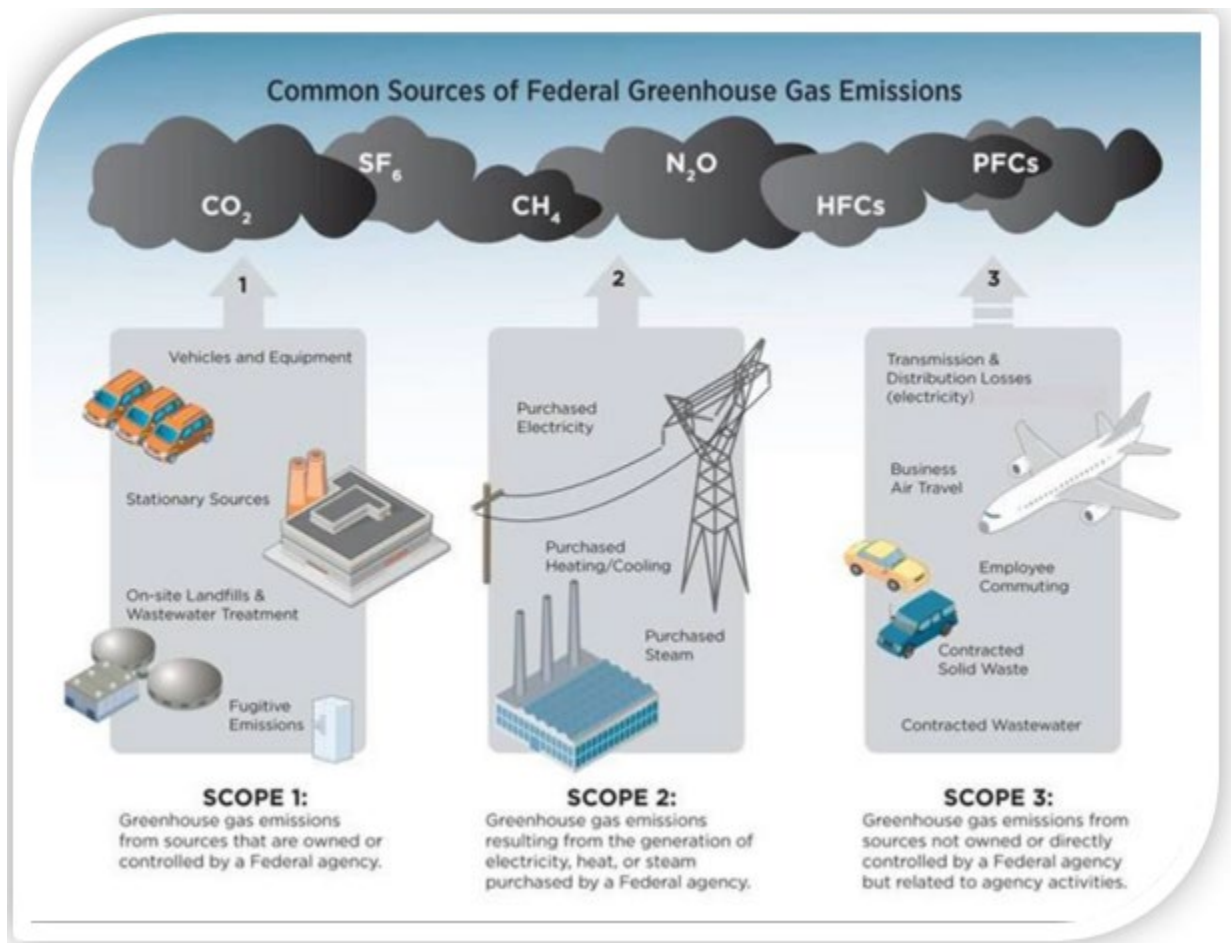 Common Sources of Federal Greenhouse Gas Emissions
CO₂
SF₆
CH₄
N₂O
HFCs
PFCs
1
Vehicles and Equipment
Stationary Sources
On-site Landfills &
Wastewater Treatment
Fugitive
Emissions
SCOPE 1:
Greenhouse gas emissions
from sources that are owned or
controlled by a Federal agency.
2
Purchased
Electricity
Purchased
Heating/Cooling
Purchased
Steam
SCOPE 2:
Greenhouse gas emissions
resulting from the generation of
electricity, heat, or steam
purchased by a Federal agency.
3
Transmission &
Distribution Losses
(electricity)
Business
Air Travel
Employee
Commuting
Contracted
Solid Waste
Contracted Wastewater
SCOPE 3:
Greenhouse gas emissions from
sources not owned or directly
controlled by a Federal agency
but related to agency activities.